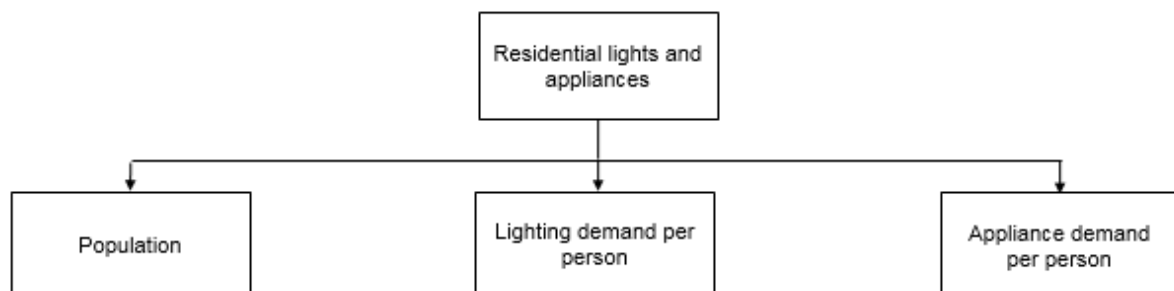 Residential lights and
appliances
Population
Lighting demand per
person
Appliance demand
per person